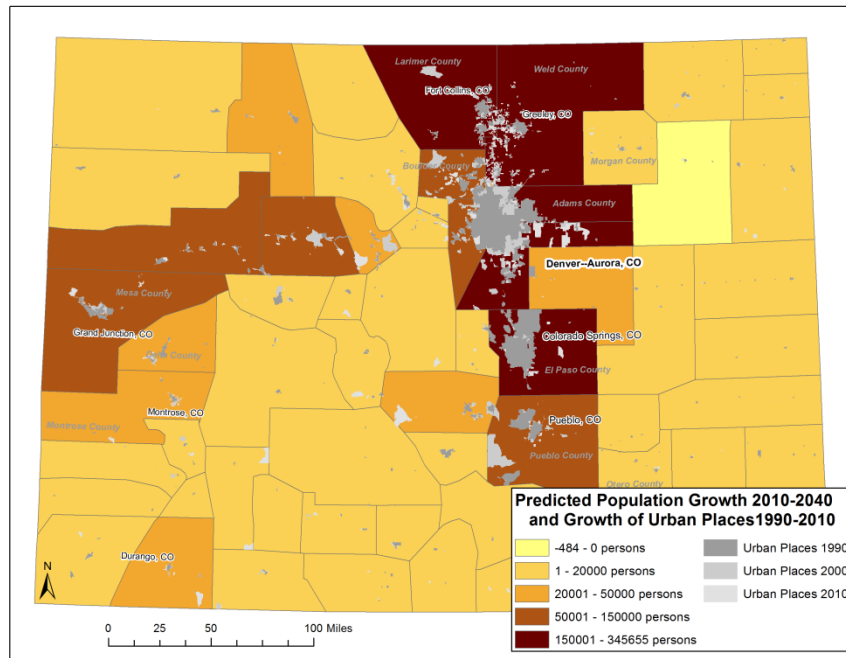 Larimer County
Weld County
Fort Collins, CO
Greeley, CO
Boulder County
Morgan County
Adams County
Denver--Aurora, CO
Mesa County
Grand Junction, CO
Colorado Springs, CO
County
El Paso County
Montrose, CO
Montrose County
Pueblo, CO
Pueblo County
Otero County
Durango, CO
N
0 25 50 100 Miles
Predicted Population Growth 2010-2040
and Growth of Urban Places1990-2010
-484 - 0 persons
1 - 20000 persons
20001 - 50000 persons
50001 - 150000 persons
150001 - 345655 persons
Urban Places 1990
Urban Places 2000
Urban Places 2010